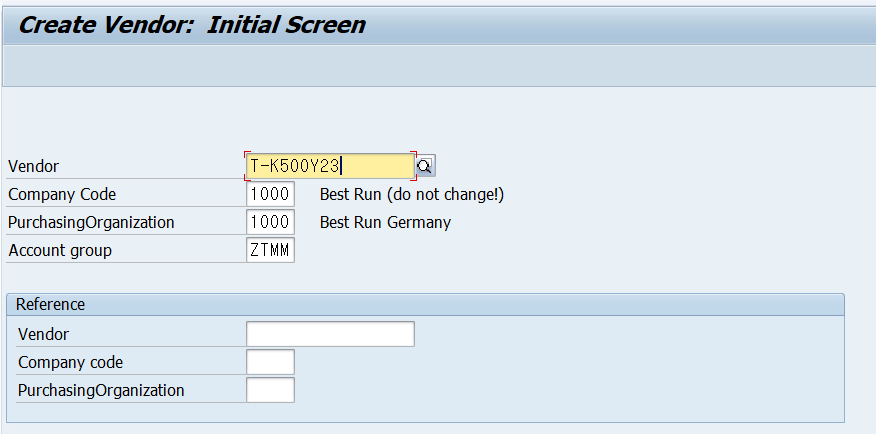 Create Vendor: Initial Screen
Vendor T-K500Y23
Company Code 1000 Best Run (do not change!)
PurchasingOrganization 1000 Best Run Germany
Account group ZTMM
Reference
Vendor
Company code
PurchasingOrganization